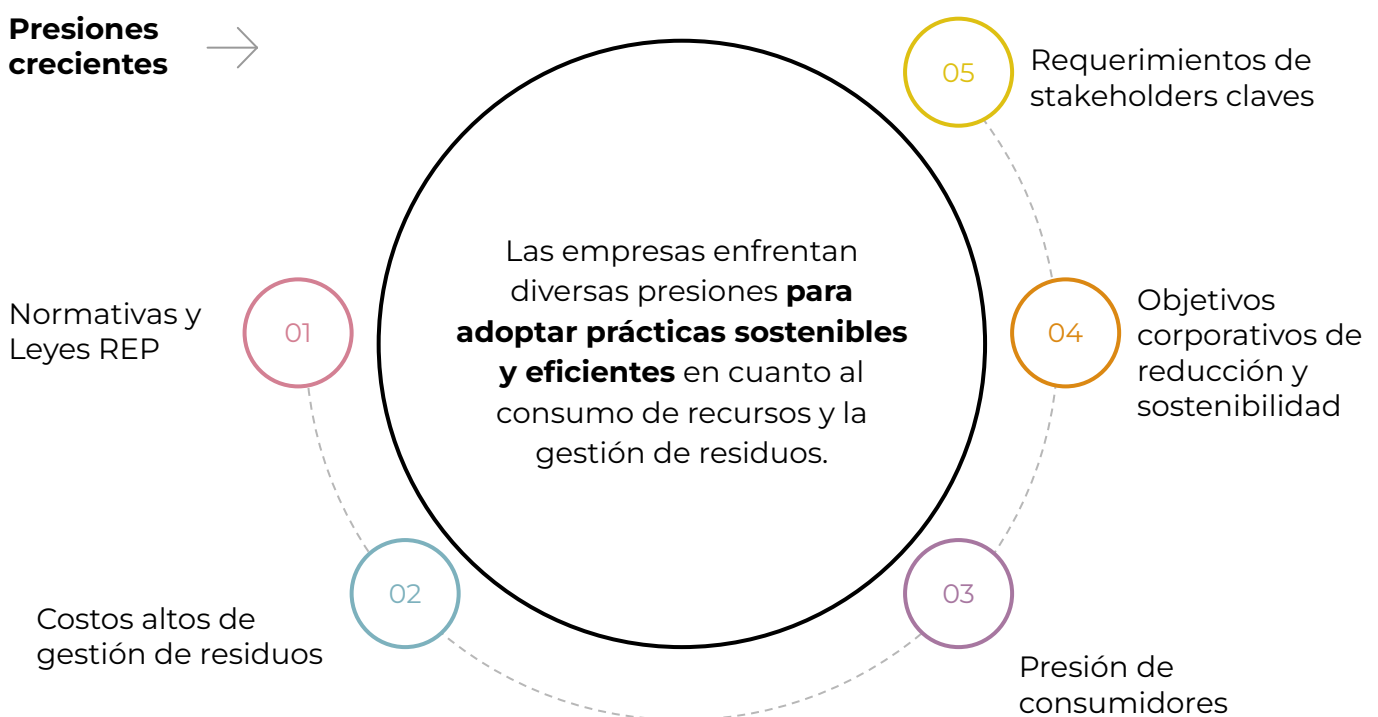 Presiones
crecientes
05
Requerimientos de
stakeholders claves
Las empresas enfrentan
diversas presiones para
adoptar prácticas sostenibles
y eficientes en cuanto al
consumo de recursos y la
gestión de residuos.
Normativas y
Leyes REP
01
04
Objetivos
corporativos de
reducción y
sostenibilidad
02
Costos altos de
gestión de residuos
03
Presión de
consumidores